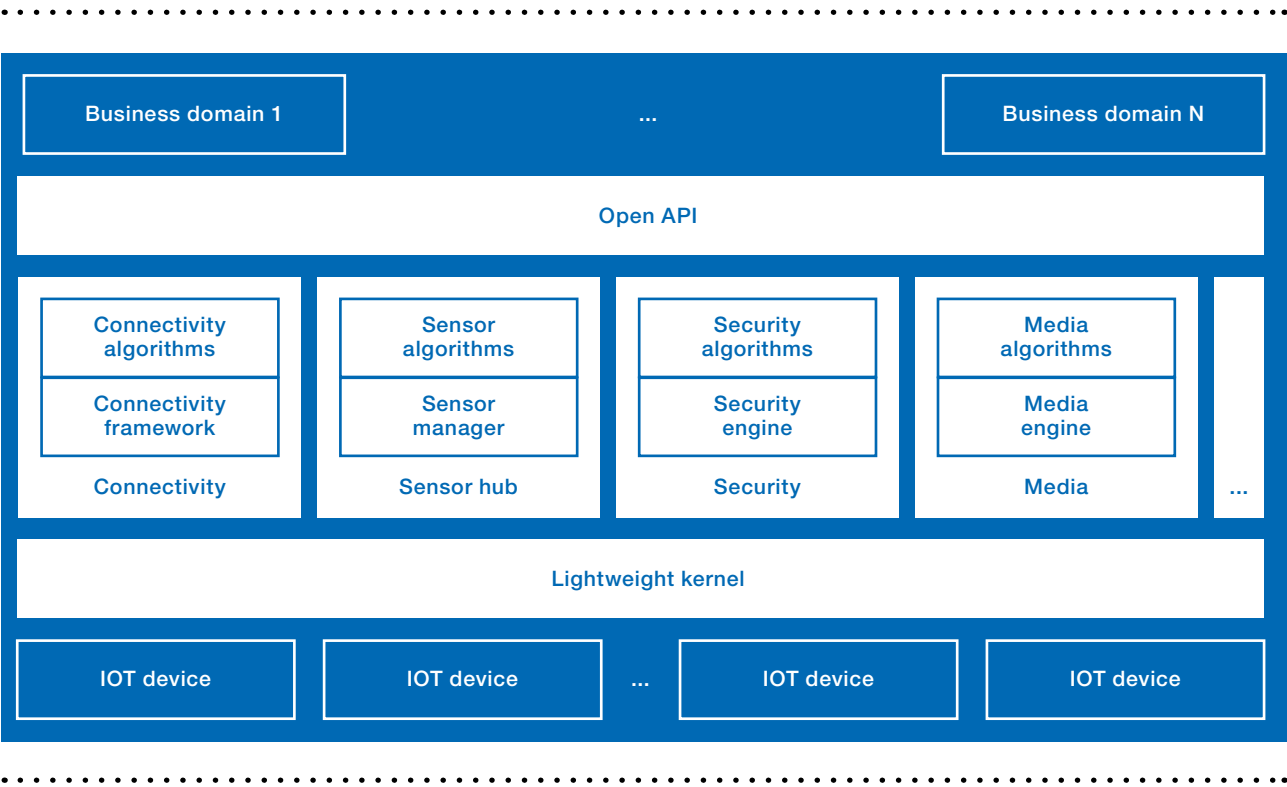 Business domain 1
...
Business domain N
Open API
Connectivity
algorithms
Connectivity
framework
Connectivity
Sensor
algorithms
Sensor
manager
Sensor hub
Security
algorithms
Security
engine
Security
Media
algorithms
Media
engine
Media
...
Lightweight kernel
IOT device
IOT device
...
IOT device
IOT device